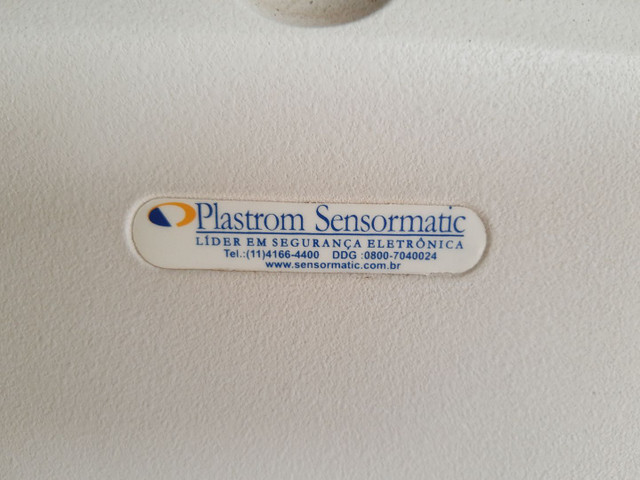 Plastrom Sensormatic
LÍDER EM SEGURANÇA ELETRÔNICA
Tel.:(11)4166-4400 DDG :0800-7040024
www.sensormatic.com.br